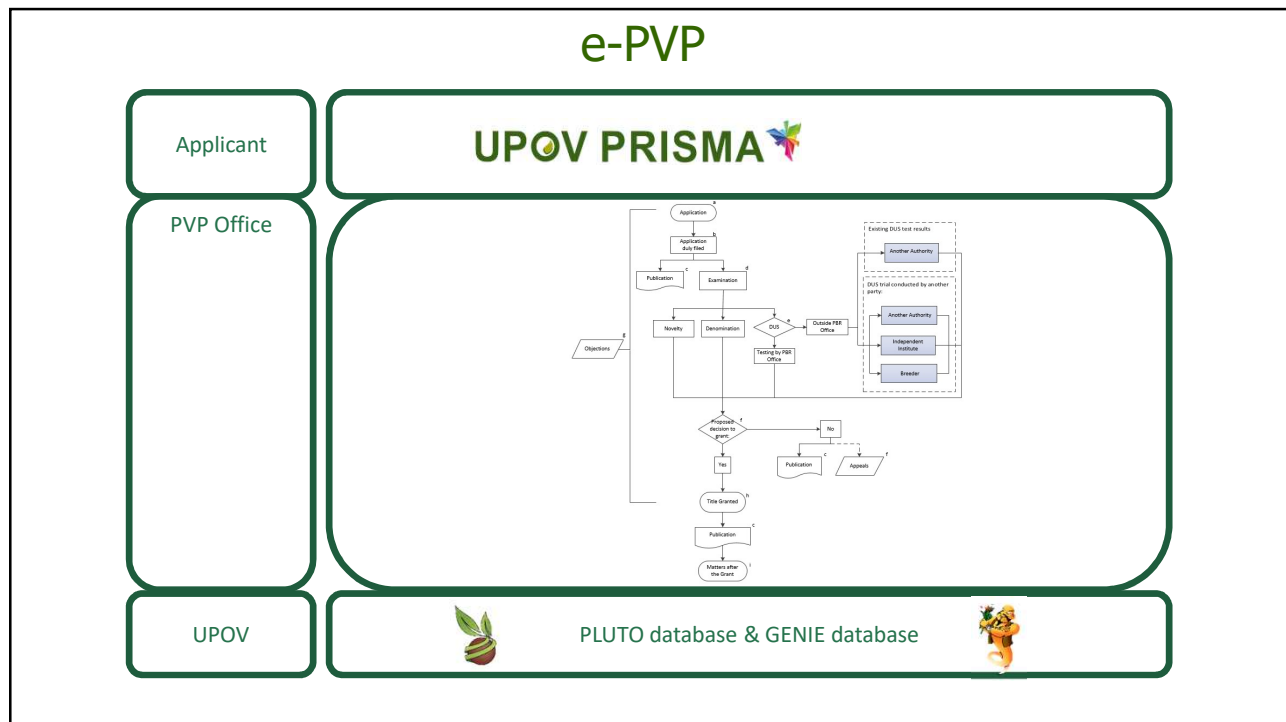 e-PVP
Applicant
UPOV PRISMA
PVP Office
a
Application
b
Application
duly filed
c
Publication
d
Examination
Novelty
Denomination
e
DUS
Outside PBR
Office
Testing by PBR
Office
Existing DUS test results
Another Authority
DUS trial conducted by another
party:
Another Authority
Independent
Institute
Breeder
g
Objections
f
Proposed
decision to
grant:
No
Yes
c
Publication
f
Appeals
h
Title Granted
c
Publication
i
Matters after
the Grant
UPOV
PLUTO database & GENIE database